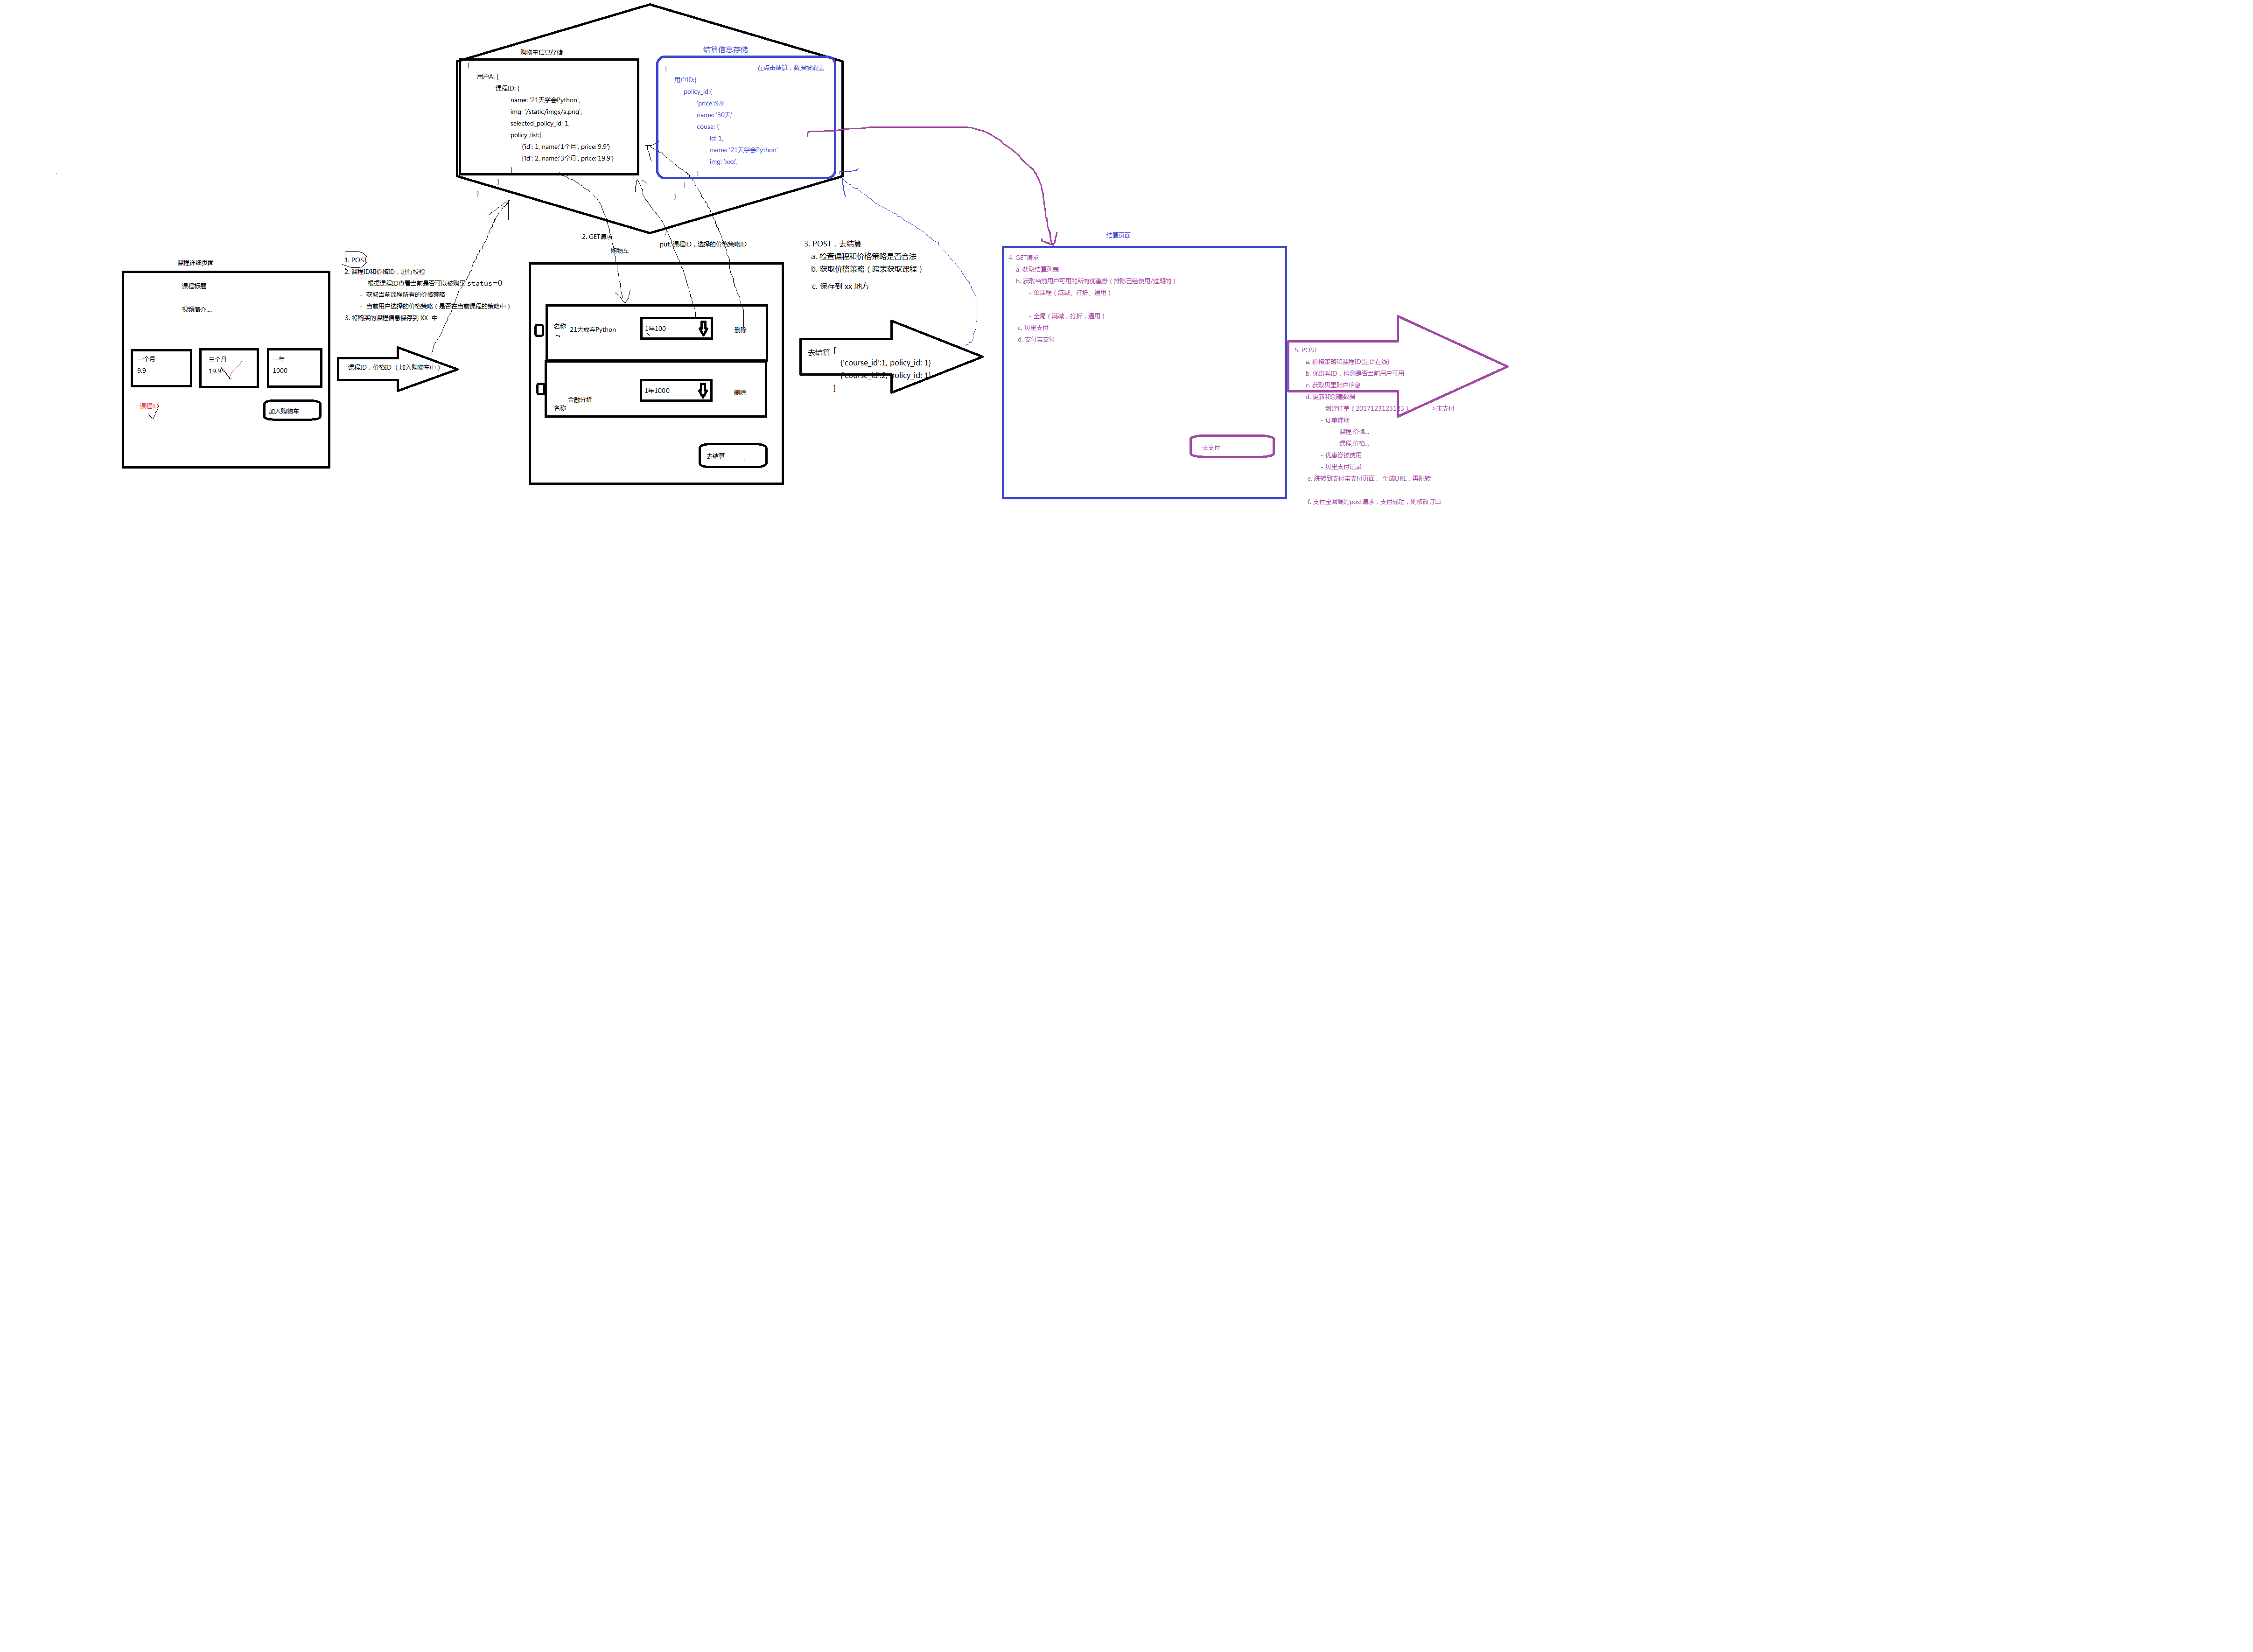 购物车信息存储
{
用户A: {
课程ID: {
name: '21天学会Python',
img: '/static/imgs/a.png',
selected_policy_id: 1,
policy_list:[
{'id': 1, name:'1个月', price:'9.9'}
{'id': 2, name:'3个月', price:'19.9'}
]
}
}
结算信息存储
在点击结算，数据被覆盖
{
用户ID:{
policy_id:{
'price':9.9
name: '30天'
couse: {
id: 1,
name: '21天学会Python'
img: 'xxx',
}
}
}
课程详细页面
课程标题
视频简介....
一个月
9.9
三个月
19.9
一年
1000
课程ID
加入购物车
1. POST
2. 课程ID和价格ID，进行校验
- 根据课程ID查看当前是否可以被购买 status=0
- 获取当前课程所有的价格策略
- 当前用户选择的价格策略（是否在当前课程的策略中）
3. 将购买的课程信息保存到 XX 中
课程ID，价格ID（加入购物车中）
2. GET请求
购物车
put, 课程ID，选择的价格策略ID
名称
21天放弃Python
1年100
删除
金融分析
名称
1年1000
删除
去结算
3. POST，去结算
a. 检查课程和价格策略是否合法
b. 获取价格策略（跨表获取课程）
c. 保存到 xx 地方
去结算 [
{'course_id':1, policy_id: 1}
{'course_id':2, policy_id: 1}
]
结算页面
4. GET请求
a. 获取结算列表
b. 获取当前用户可用的所有优惠券（排除已经使用/过期的）
- 单课程（满减、打折、通用）
- 全局（满减，打折，通用）
c. 贝里支付
d. 支付宝支付
去支付
5. POST
a. 价格策略和课程ID(是否在线)
b. 优惠券ID，检测是否当前用户可用
c. 获取贝里账户信息
d. 更新和创建数据
- 创建订单（2017123123123）------>未支付
- 订单详细
课程,价格...
课程,价格...
- 优惠券被使用
- 贝里支付记录
e. 跳转到支付宝支付页面， 生成URL，再跳转
f. 支付宝回调的post请求，支付成功，则修改订单